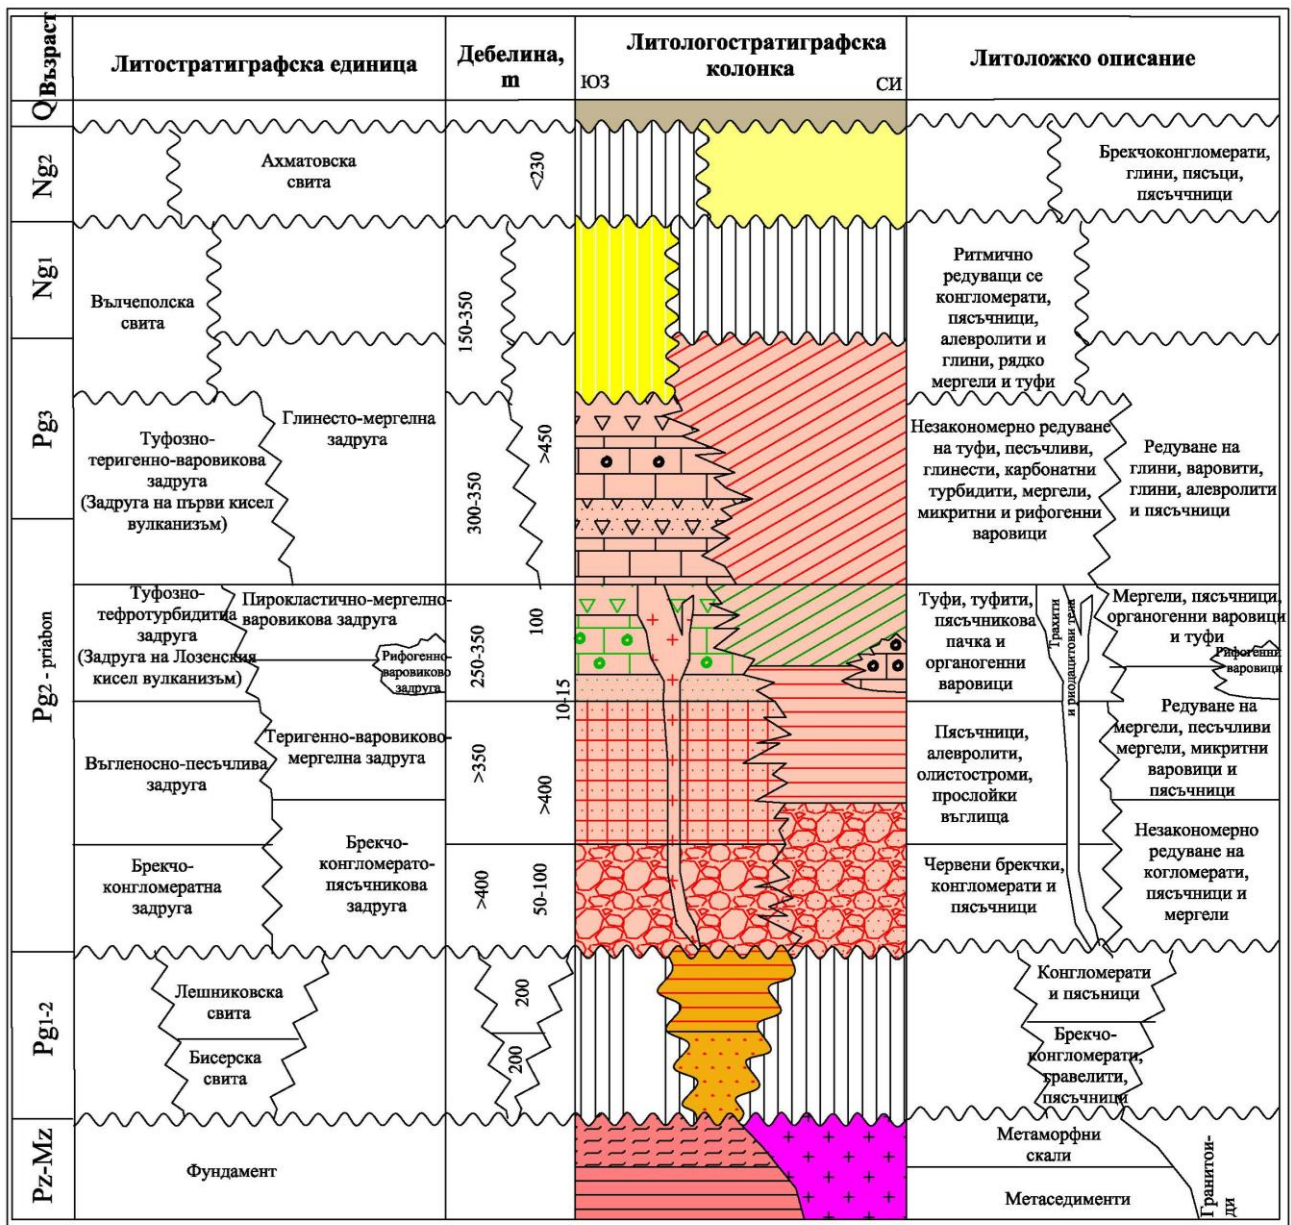 Възраст
Литостратиграфска единица
Дебелина,
m
Литологостратиграфска
колонка
ЮЗ
СИ
Литоложко описание
Q
Ng2
Ахматовска
свита
<230
Брекчоконгломерати,
глини, пясъци,
пясъччници
Ng1
Вълчеполска
свита
150-350
Ритмично
редуващи се
конгломерати,
пясъчници,
алевролити и
глини, рядко
мергели и туфи
Pg3
Туфозно-
теригенно-варовикова
задруга
(Задруга на първи кисел
вулканизъм)
Глинесто-мергелна
задруга
300-350
>450
Незакономерно редуване
на туфи, песъчливи,
глинести, карбонатни
турбидити, мергели,
микритни и рифогенни
варовици
Редуване на
глини, варовити,
глини, алевролити
и пясъчници
Pg2 - priabon
Туфозно-
тефротурбидитна
задруга
(Задруга на Лозенския
кисел вулканизъм)
Пирокластично-мергелно-
варовикова задруга
Рифогенно-
варовиково
задруга
250-350
100
10-15
Туфи, туфити,
пясъчникова
пачка и
органогенни
варовици
Трахити
и риодацитови тела
Мергели, пясъчници,
органогенни варовици
и туфи
Рифогенни
варовици
Въгленосно-песъчлива
задруга
Теригенно-варовиково-
мергелна задруга
>350
>400
Пясъчници,
алевролити,
олистостроми,
прослойки
въглища
Редуване на
мергели, песъчливи
мергели, микритни
варовици и
пясъчници
Брекчо-
конгломератна
задруга
Брекчо-
конгломерато-
пясъчникова
задруга
>400
50-100
Червени брекчки,
конгломерати и
пясъчници
Незакономерно
редуване на
когломерати,
пясъчници и
мергели
Pg1-2
Лешниковска
свита
200
Конгломерати
и пясъници
Бисерска
свита
200
Брекчо-
конгломерати,
гравелити,
пясъчници
Pz-Mz
Фундамент
Метаморфни
скали
Метаседименти
Гранитои-
ди